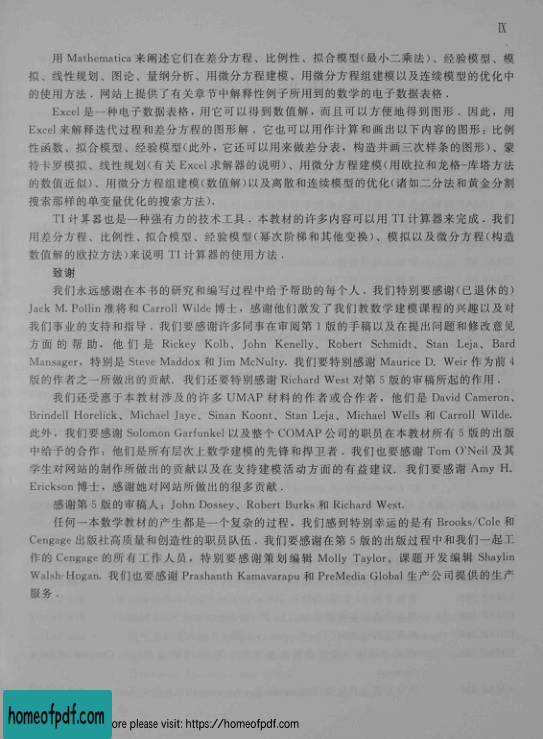 Ⅸ
用 Mathematica 来阐述它们在差分方程、比例性、拟合模型(最小二乘法)、经验模型、模
拟、线性规划、图论、量纲分析、用微分方程建模、用微分方程组建模以及连续模型的优化中
的使用方法．网站上提供了有关章节中解释性例子所用到的数学的电子数据表格．
Excel 是一种电子数据表格，用它可以得到数值解，而且可以方便地得到图形．因此，用
Excel 来解释迭代过程和差分方程的图形解．它也可以用作计算和画出以下内容的图形：比例
性函数、拟合模型、经验模型(此外，它还可以用来做差分表，构造并画三次样条的图形)、蒙
特卡罗模拟、线性规划(有关 Excel 求解器的说明)、用微分方程建模(用欧拉和龙格-库塔方法
的数值近似)、用微分方程组建模(数值解)以及离散和连续模型的优化(诸如二分法和黄金分割
搜索那样的单变量优化的搜索方法)．
TI 计算器也是一种强有力的技术工具．本教材的许多内容可以用 TI 计算器来完成．我们
用差分方程、比例性、拟合模型、经验模型(幂次阶梯和其他变换)、模拟以及微分方程(构造
数值解的欧拉方法)来说明 TI 计算器的使用方法．
致谢
我们永远感谢在本书的研究和编写过程中给予帮助的每个人．我们特别要感谢(已退休的)
Jack M. Pollin 准将和 Carroll Wilde 博士，感谢他们激发了我们教数学建模课程的兴趣以及对
我们事业的支持和指导．我们要感谢许多同事在审阅第 1 版的手稿以及在提出问题和修改意见
方面的帮助，他们是 Rickey Kolb、John Kenelly、Robert Schmidt、Stan Leja、Bard
Mansager，特别是 Steve Maddox 和 Jim McNulty. 我们要特别感谢 Maurice D. Weir 作为前 4
版的作者之一所做出的贡献．我们还要特别感谢 Richard West 对第 5 版的审稿所起的作用．
我们还受惠于本教材涉及的许多 UMAP 材料的作者或合作者，他们是 David Cameron、
Brindell Horelick、Michael Jaye、Sinan Koont、Stan Leja、Michael Wells 和 Carroll Wilde.
此外，我们要感谢 Solomon Garfunkel 以及整个 COMAP 公司的职员在本教材所有 5 版的出版
中给予的合作；他们是所有层次上数学建模的先锋和捍卫者．我们也要感谢 Tom O'Neil 及其
学生对网站的制作所做出的贡献以及在支持建模活动方面的有益建议．我们要感谢 Amy H.
Erickson 博士，感谢她对网站所做出的很多贡献．
感谢第 5 版的审稿人：John Dossey、Robert Burks 和 Richard West.
任何一本数学教材的产生都是一个复杂的过程，我们感到特别幸运的是有 Brooks/Cole 和
Cengage 出版社高质量和创造性的职员队伍．我们要感谢在第 5 版的出版过程中和我们一起工
作的 Cengage 的所有工作人员，特别要感谢策划编辑 Molly Taylor、课题开发编辑 Shaylin
Walsh Hogan. 我们也要感谢 Prashanth Kamavarapu 和 PreMedia Global 生产公司提供的生产
服务．
homeofpdf.com
ore please visit: https://homeofpdf.com